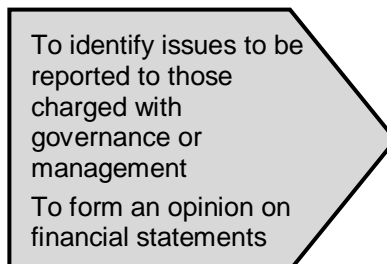 To identify issues to be
reported to those
charged with
governance or
management
To form an opinion on
financial statements